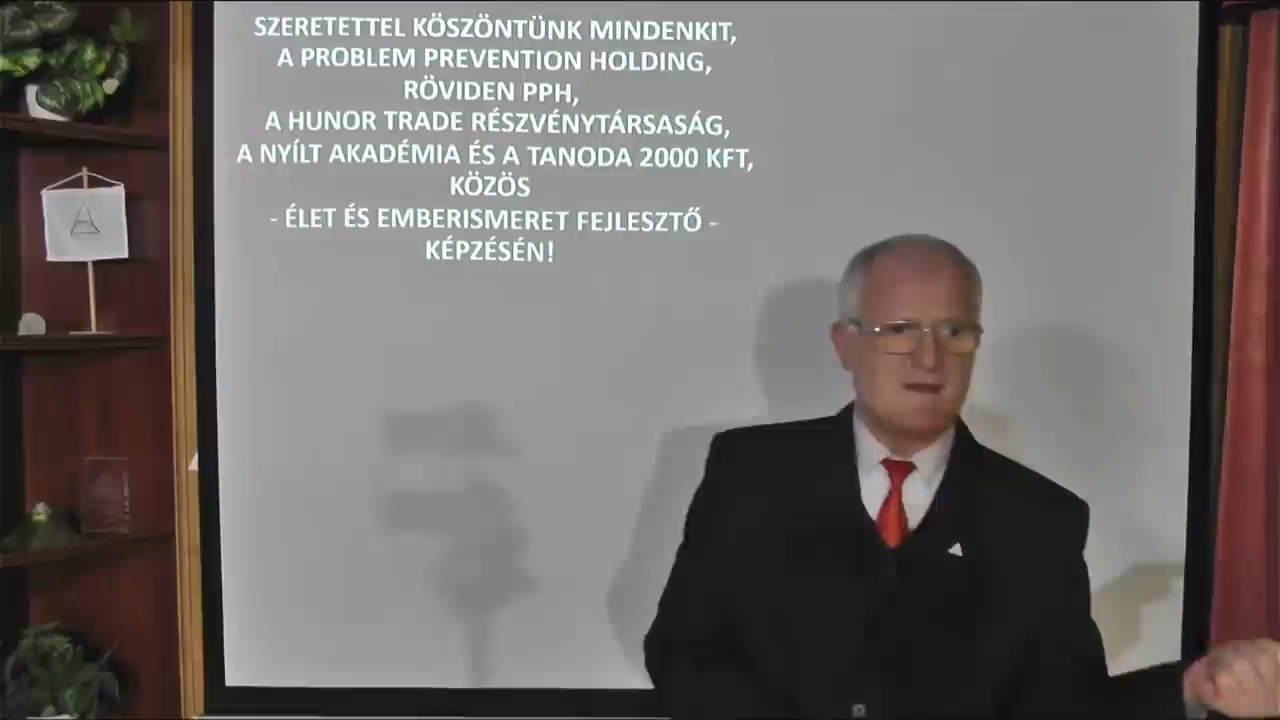 SZERETETTEL KÖSZÖNTÜNK MINDENKIT,
A PROBLEM PREVENTION HOLDING,
RÖVIDEN PPH,
A HUNOR TRADE RÉSZVÉNYTÁRSASÁG,
A NYÍLT AKADÉMIA ÉS A TANODA 2000 KFT,
KÖZÖS
- ÉLET ÉS EMBERISMERET FEJLESZTŐ -
KÉPZÉSÉN!